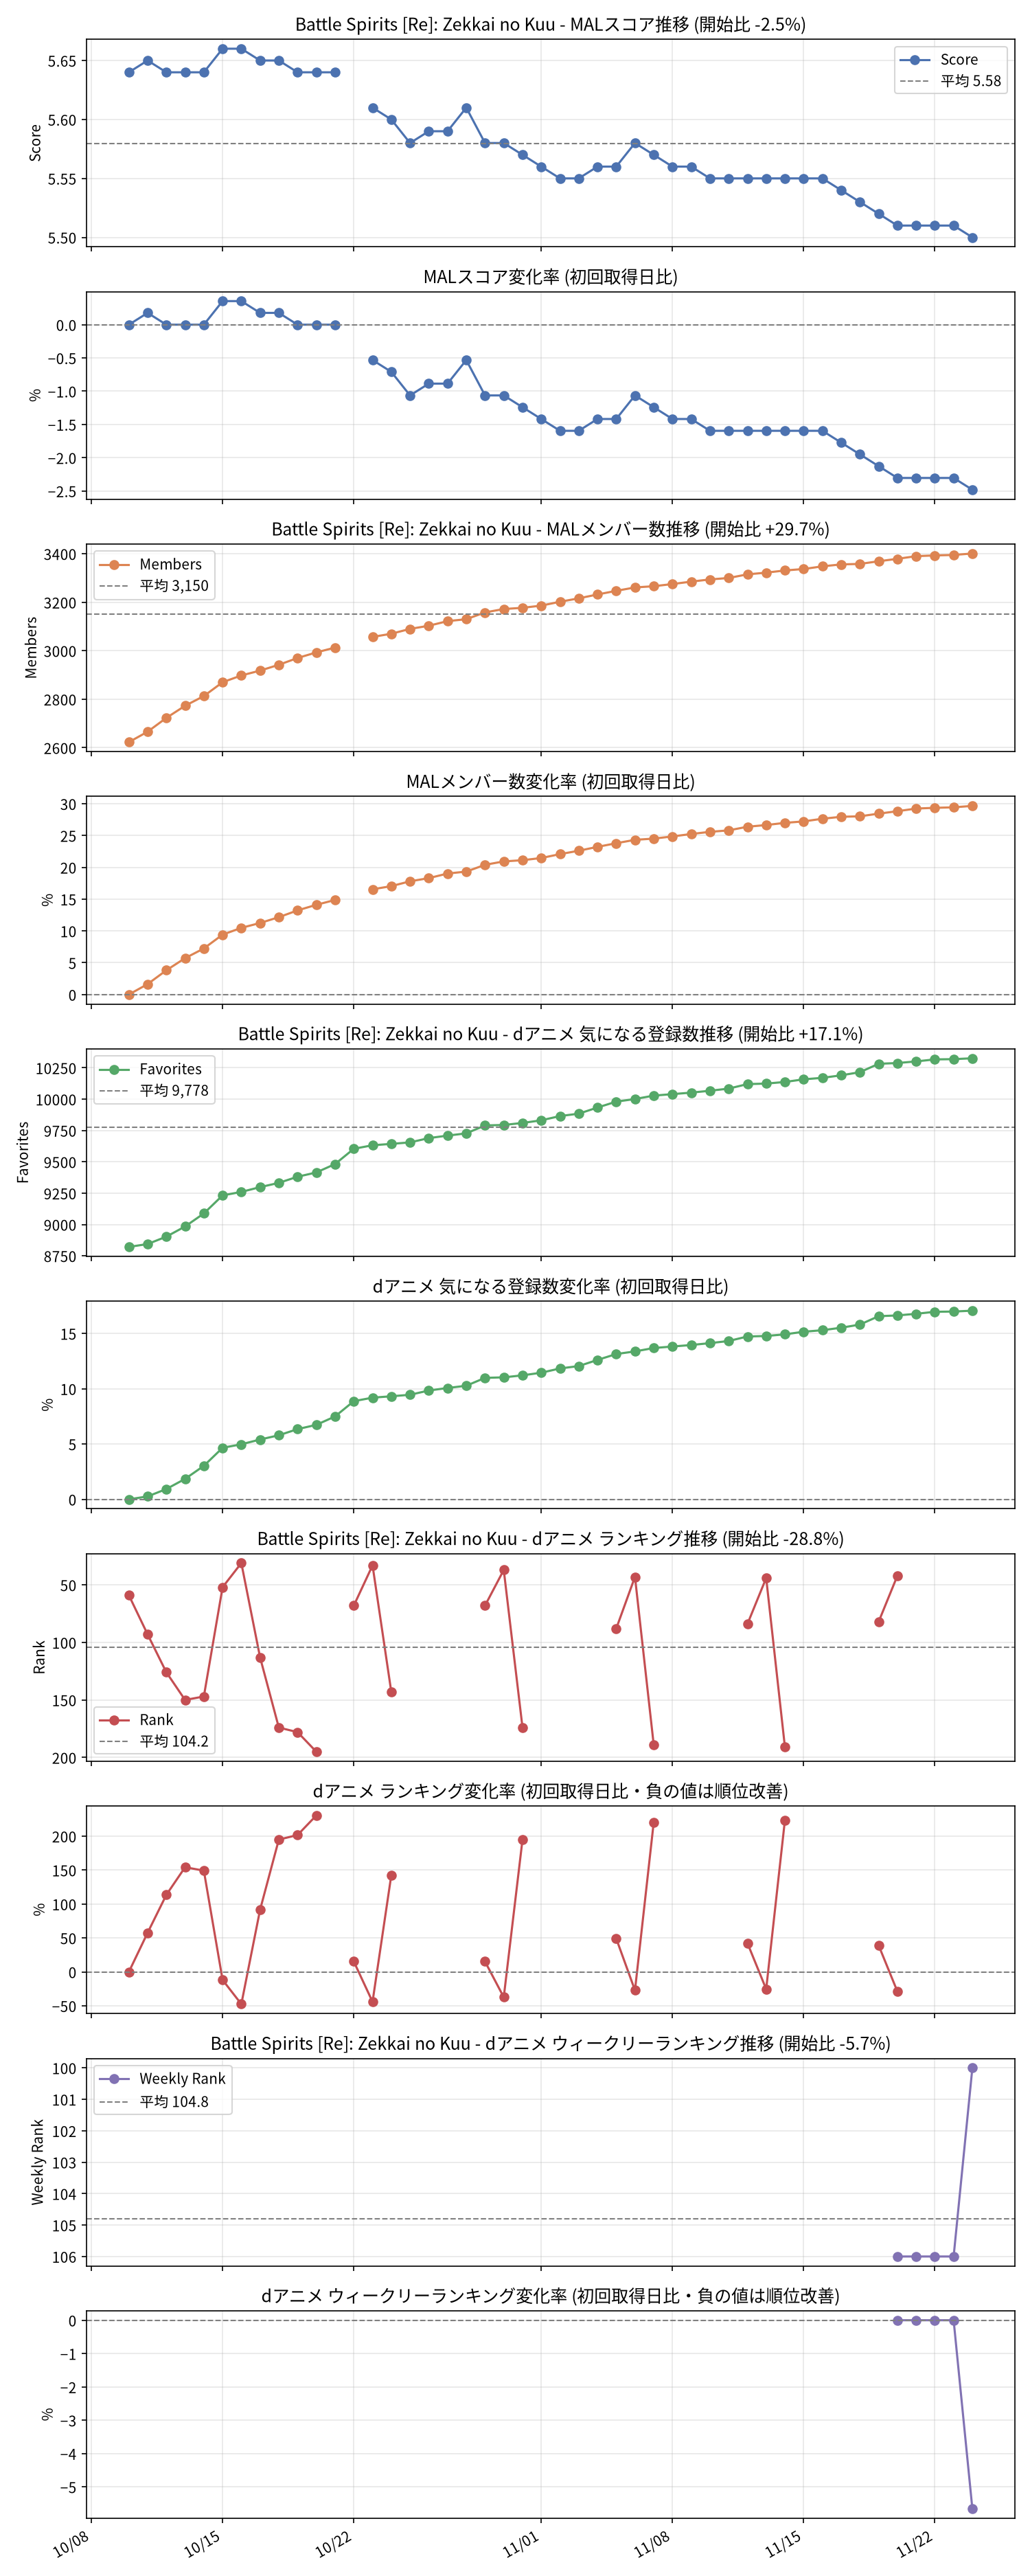 Battle Spirits [Re]: Zekkai no Kuu - MALスコア推移 (開始比 -2.5%)
Score
5.65
5.60
5.55
5.50
Score
平均 5.58
MALスコア変化率 (初回取得日比)
%
0.0
−0.5
−1.0
−1.5
−2.0
−2.5
Battle Spirits [Re]: Zekkai no Kuu - MALメンバー数推移 (開始比 +29.7%)
Members
3400
3200
3000
2800
2600
Members
平均 3,150
MALメンバー数変化率 (初回取得日比)
%
30
25
20
15
10
5
0
Battle Spirits [Re]: Zekkai no Kuu - dアニメ 気になる登録数推移 (開始比 +17.1%)
Favorites
10250
10000
9750
9500
9250
9000
8750
Favorites
平均 9,778
dアニメ 気になる登録数変化率 (初回取得日比)
%
15
10
5
0
Battle Spirits [Re]: Zekkai no Kuu - dアニメ ランキング推移 (開始比 -28.8%)
Rank
50
100
150
200
Rank
平均 104.2
dアニメ ランキング変化率 (初回取得日比・負の値は順位改善)
%
200
150
100
50
0
−50
Battle Spirits [Re]: Zekkai no Kuu - dアニメ ウィークリーランキング推移 (開始比 -5.7%)
Weekly Rank
100
101
102
103
104
105
106
Weekly Rank
平均 104.8
dアニメ ウィークリーランキング変化率 (初回取得日比・負の値は順位改善)
%
0
−1
−2
−3
−4
−5
10/08
10/15
10/22
11/01
11/08
11/15
11/22